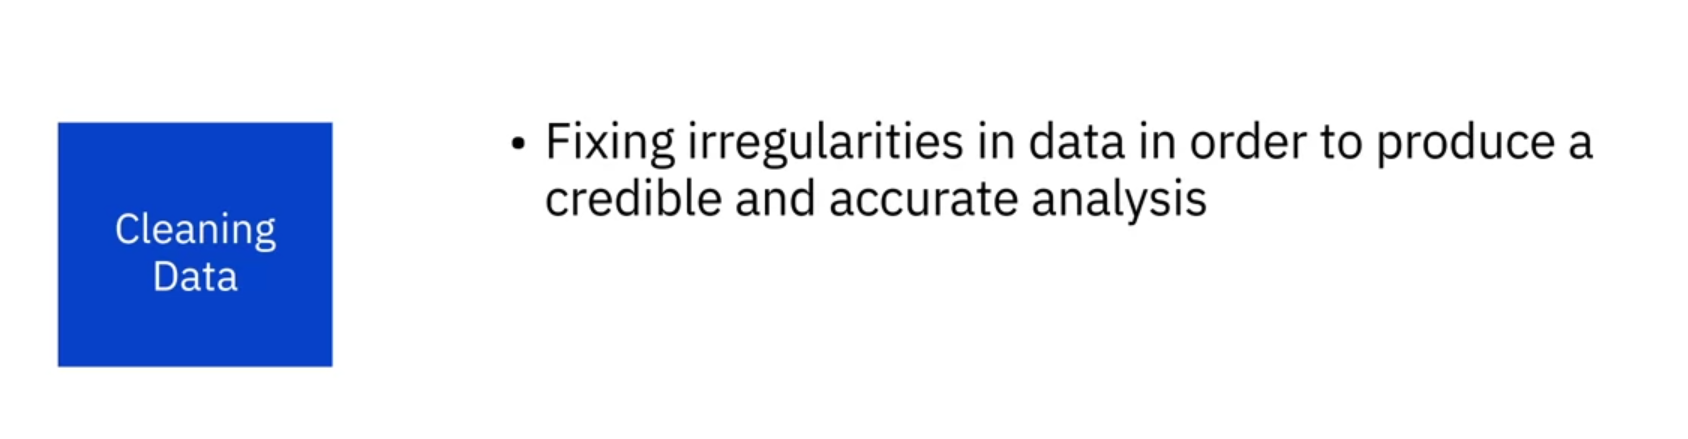 Cleaning
Data
• Fixing irregularities in data in order to produce a
credible and accurate analysis